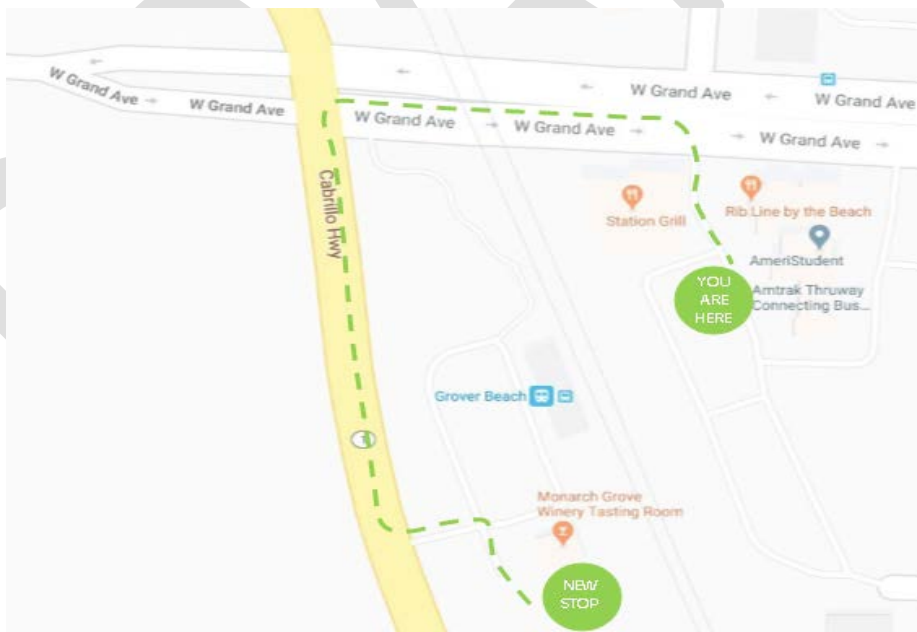 W Grand Ave
W Grand Ave
W Grand Ave
W Grand Ave
W Grand Ave
W Grand Ave
W Grand Ave
Cabrillo Hwy
Station Grill
Rib Line by the Beach
AmeriStudent
YOU
ARE
HERE
Amtrak Thruway
Connecting Bus...
Grover Beach
1
Monarch Grove
Winery Tasting Room
NEW
STOP